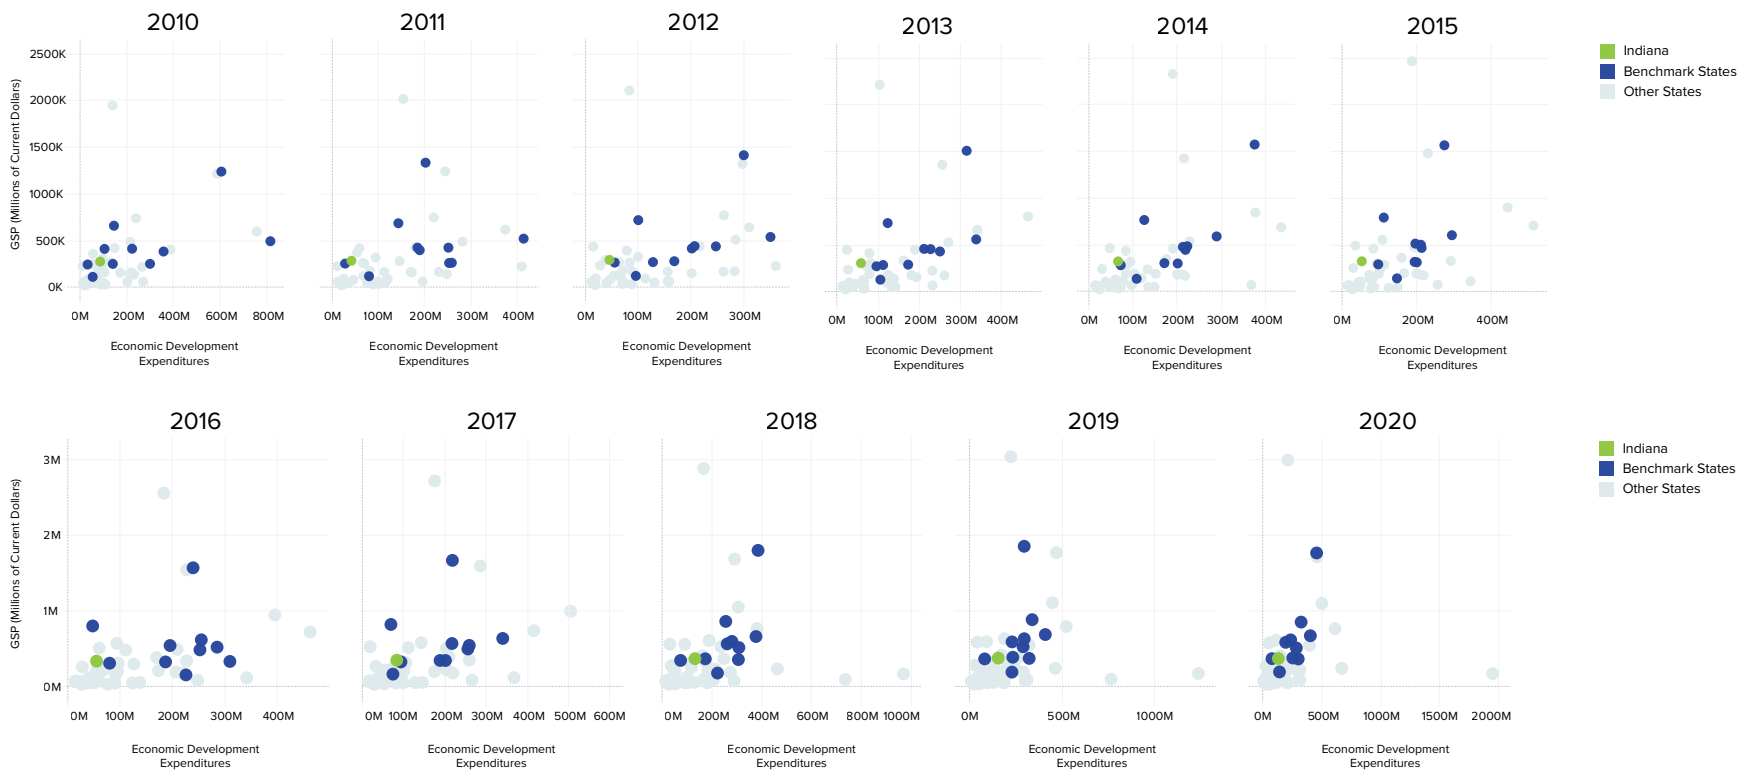 2010
2011
2012
2013
2014
2015
GSP (Millions of Current Dollars)
2500K
2000K
1500K
1000K
500K
0K
0M 200M 400M 600M 800M
0M 100M 200M 300M 400M
0M 100M 200M 300M
0M 100M 200M 300M 400M
0M 100M 200M 300M 400M
0M 200M 400M
Economic Development
Expenditures
Economic Development
Expenditures
Economic Development
Expenditures
Economic Development
Expenditures
Economic Development
Expenditures
Economic Development
Expenditures
Indiana
Benchmark States
Other States
2016
2017
2018
2019
2020
GSP (Millions of Current Dollars)
3M
2M
1M
0M
0M 100M 200M 300M 400M
0M 100M 200M 300M 400M 500M 600M
0M 200M 400M 600M 800M 1000M
0M 500M 1000M
0M 500M 1000M 1500M 2000M
Economic Development
Expenditures
Economic Development
Expenditures
Economic Development
Expenditures
Economic Development
Expenditures
Economic Development
Expenditures
Indiana
Benchmark States
Other States